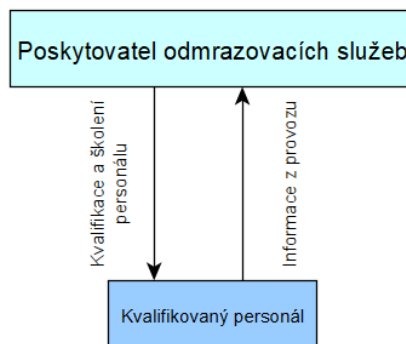 Poskytovatel odmrazovacích služeb
Kvalifikace a školení
personálu
Informace z provozu
Kvalifikovaný personál